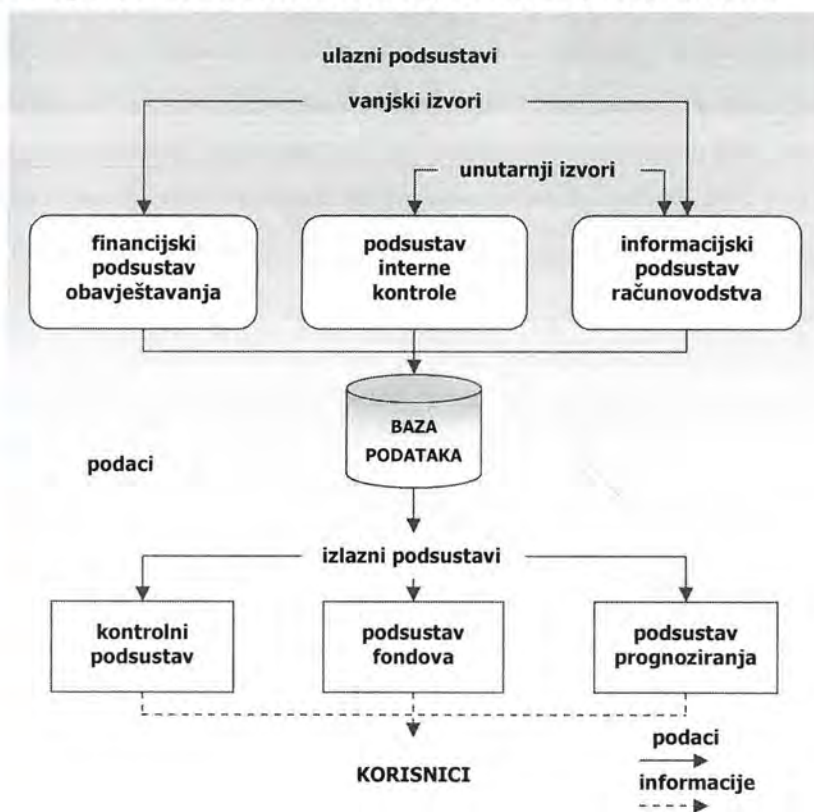 ulazni podsustavi
vanjski izvori
unutarnji izvori
financijski
podsustav
obavještavanja
podsustav
interne
kontrole
informacijski
podsustav
računovodstva
BAZA
PODATAKA
podaci
izlazni podsustavi
kontrolni
podsustav
podsustav
fondova
podsustav
prognoziranja
KORISNICI
podaci
informacije